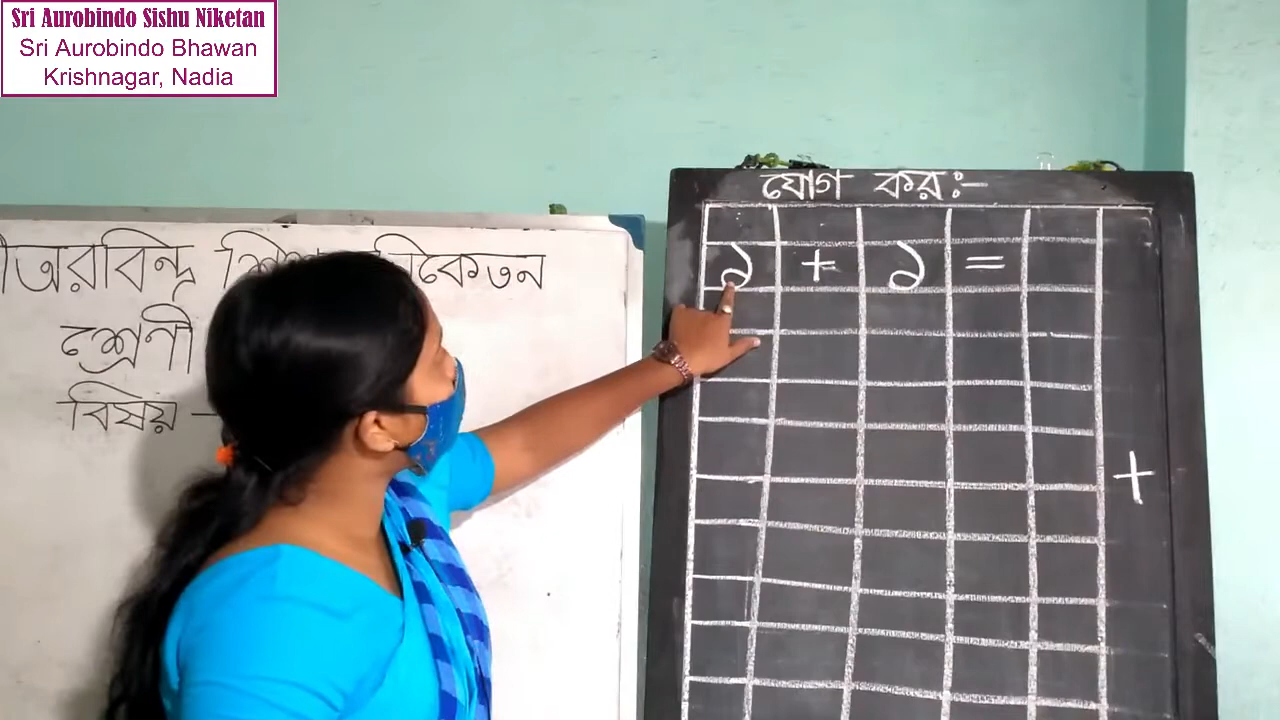 Sri Aurobindo Sishu Niketan
Sri Aurobindo Bhawan
Krishnagar, Nadia
যোগ কর:-
১ + ১ =
+
শ্রেণী
বিষয় -